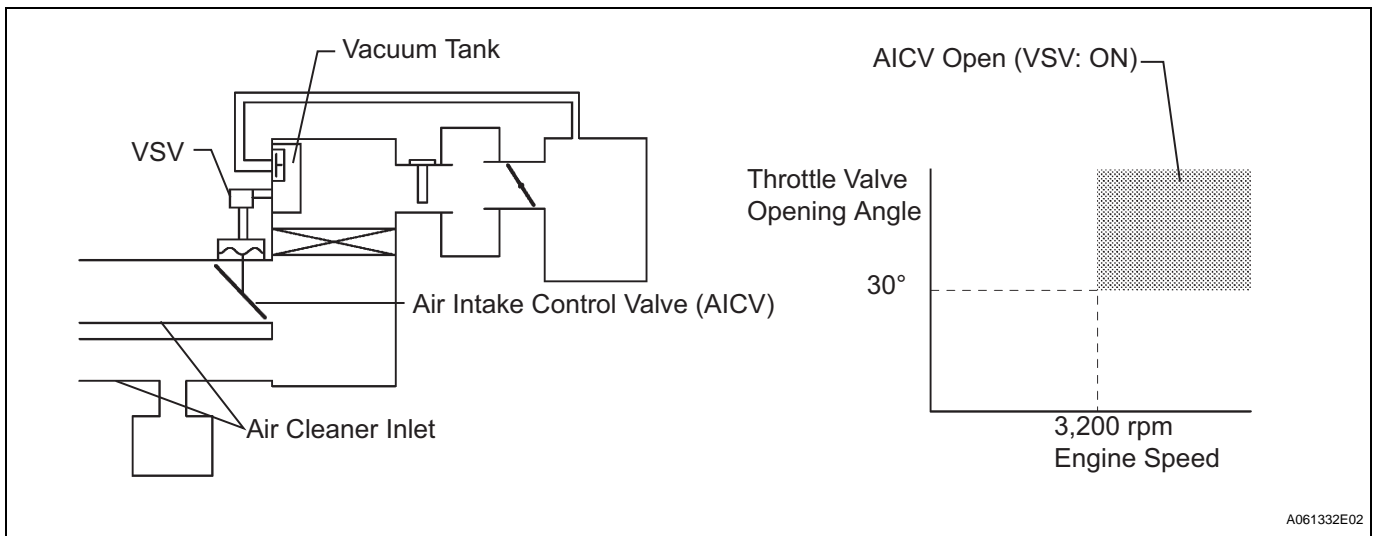 Vacuum Tank
VSV
Air Intake Control Valve (AICV)
Air Cleaner Inlet
AICV Open (VSV: ON)
Throttle Valve
Opening Angle
30°
3,200 rpm
Engine Speed
A061332E02